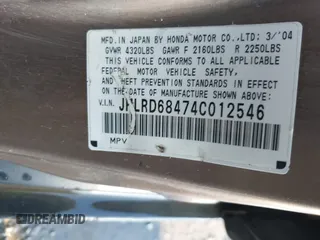 MFD. IN JAPAN BY HONDA MOTOR CO.,LTD: 3/'04
GVWR 4320LBS GAWR F 2160LBS R 2250LBS
THIS VEHICLE CONFORMS TO ALL APPLICABLE
FEDERAL MOTOR VEHICLE SAFETY, BUMPER,
AND THEFT PREVENTION STANDARDS IN EFFECT
ON THE DATE OF MANUFACTURE SHOWN ABOVE.
V.I.N. JHLRD68474C012546
MPV
DREAMBID